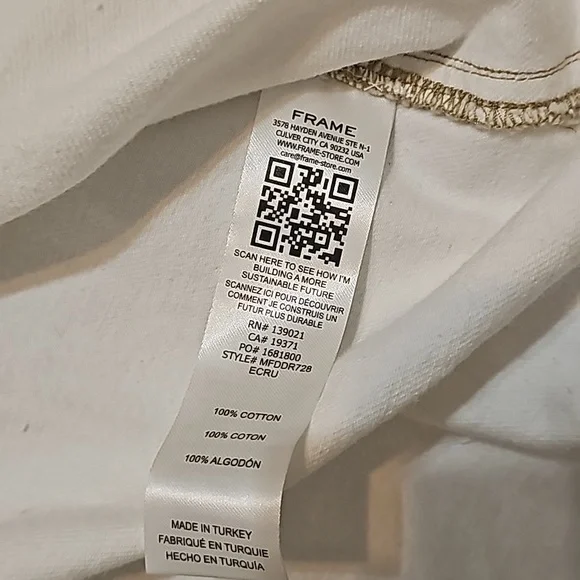 FRAME
3578 HAYDEN AVENUE STE N-1
CULVER CITY CA 90232 USA
WWW.FRAME-STORE.COM
care@frame-store.com
SCAN HERE TO SEE HOW I'M
BUILDING A MORE
SUSTAINABLE FUTURE
SCANNEZ ICI POUR DÉCOUVRIR
COMMENT JE CONSTRUIS UN
FUTUR PLUS DURABLE
RN# 139021
CA# 19371
PO# 1681800
STYLE# MFDDR728
ECRU
100% COTTON
100% COTON
100% ALGODÓN
MADE IN TURKEY
FABRIQUÉ EN TURQUIE
HECHO EN TURQUÍA